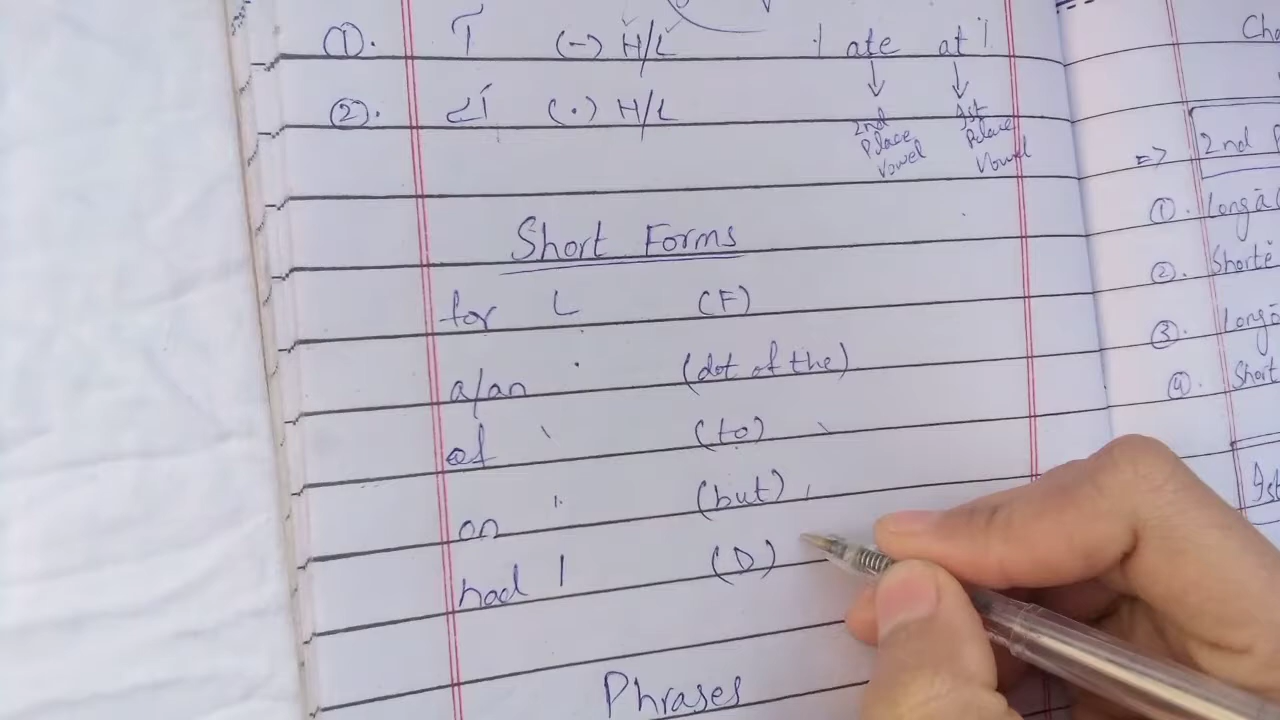 ①. (-) H/L ate at
②. (•) H/L 2nd Place Vowel 1st Place Vowel
Short Forms
for (F)
a/an (dot of the)
of (to)
on (but)
had (D)
Phrases
=> 2nd
①. Long ā
②. Short ĕ
③. Long
④. Short